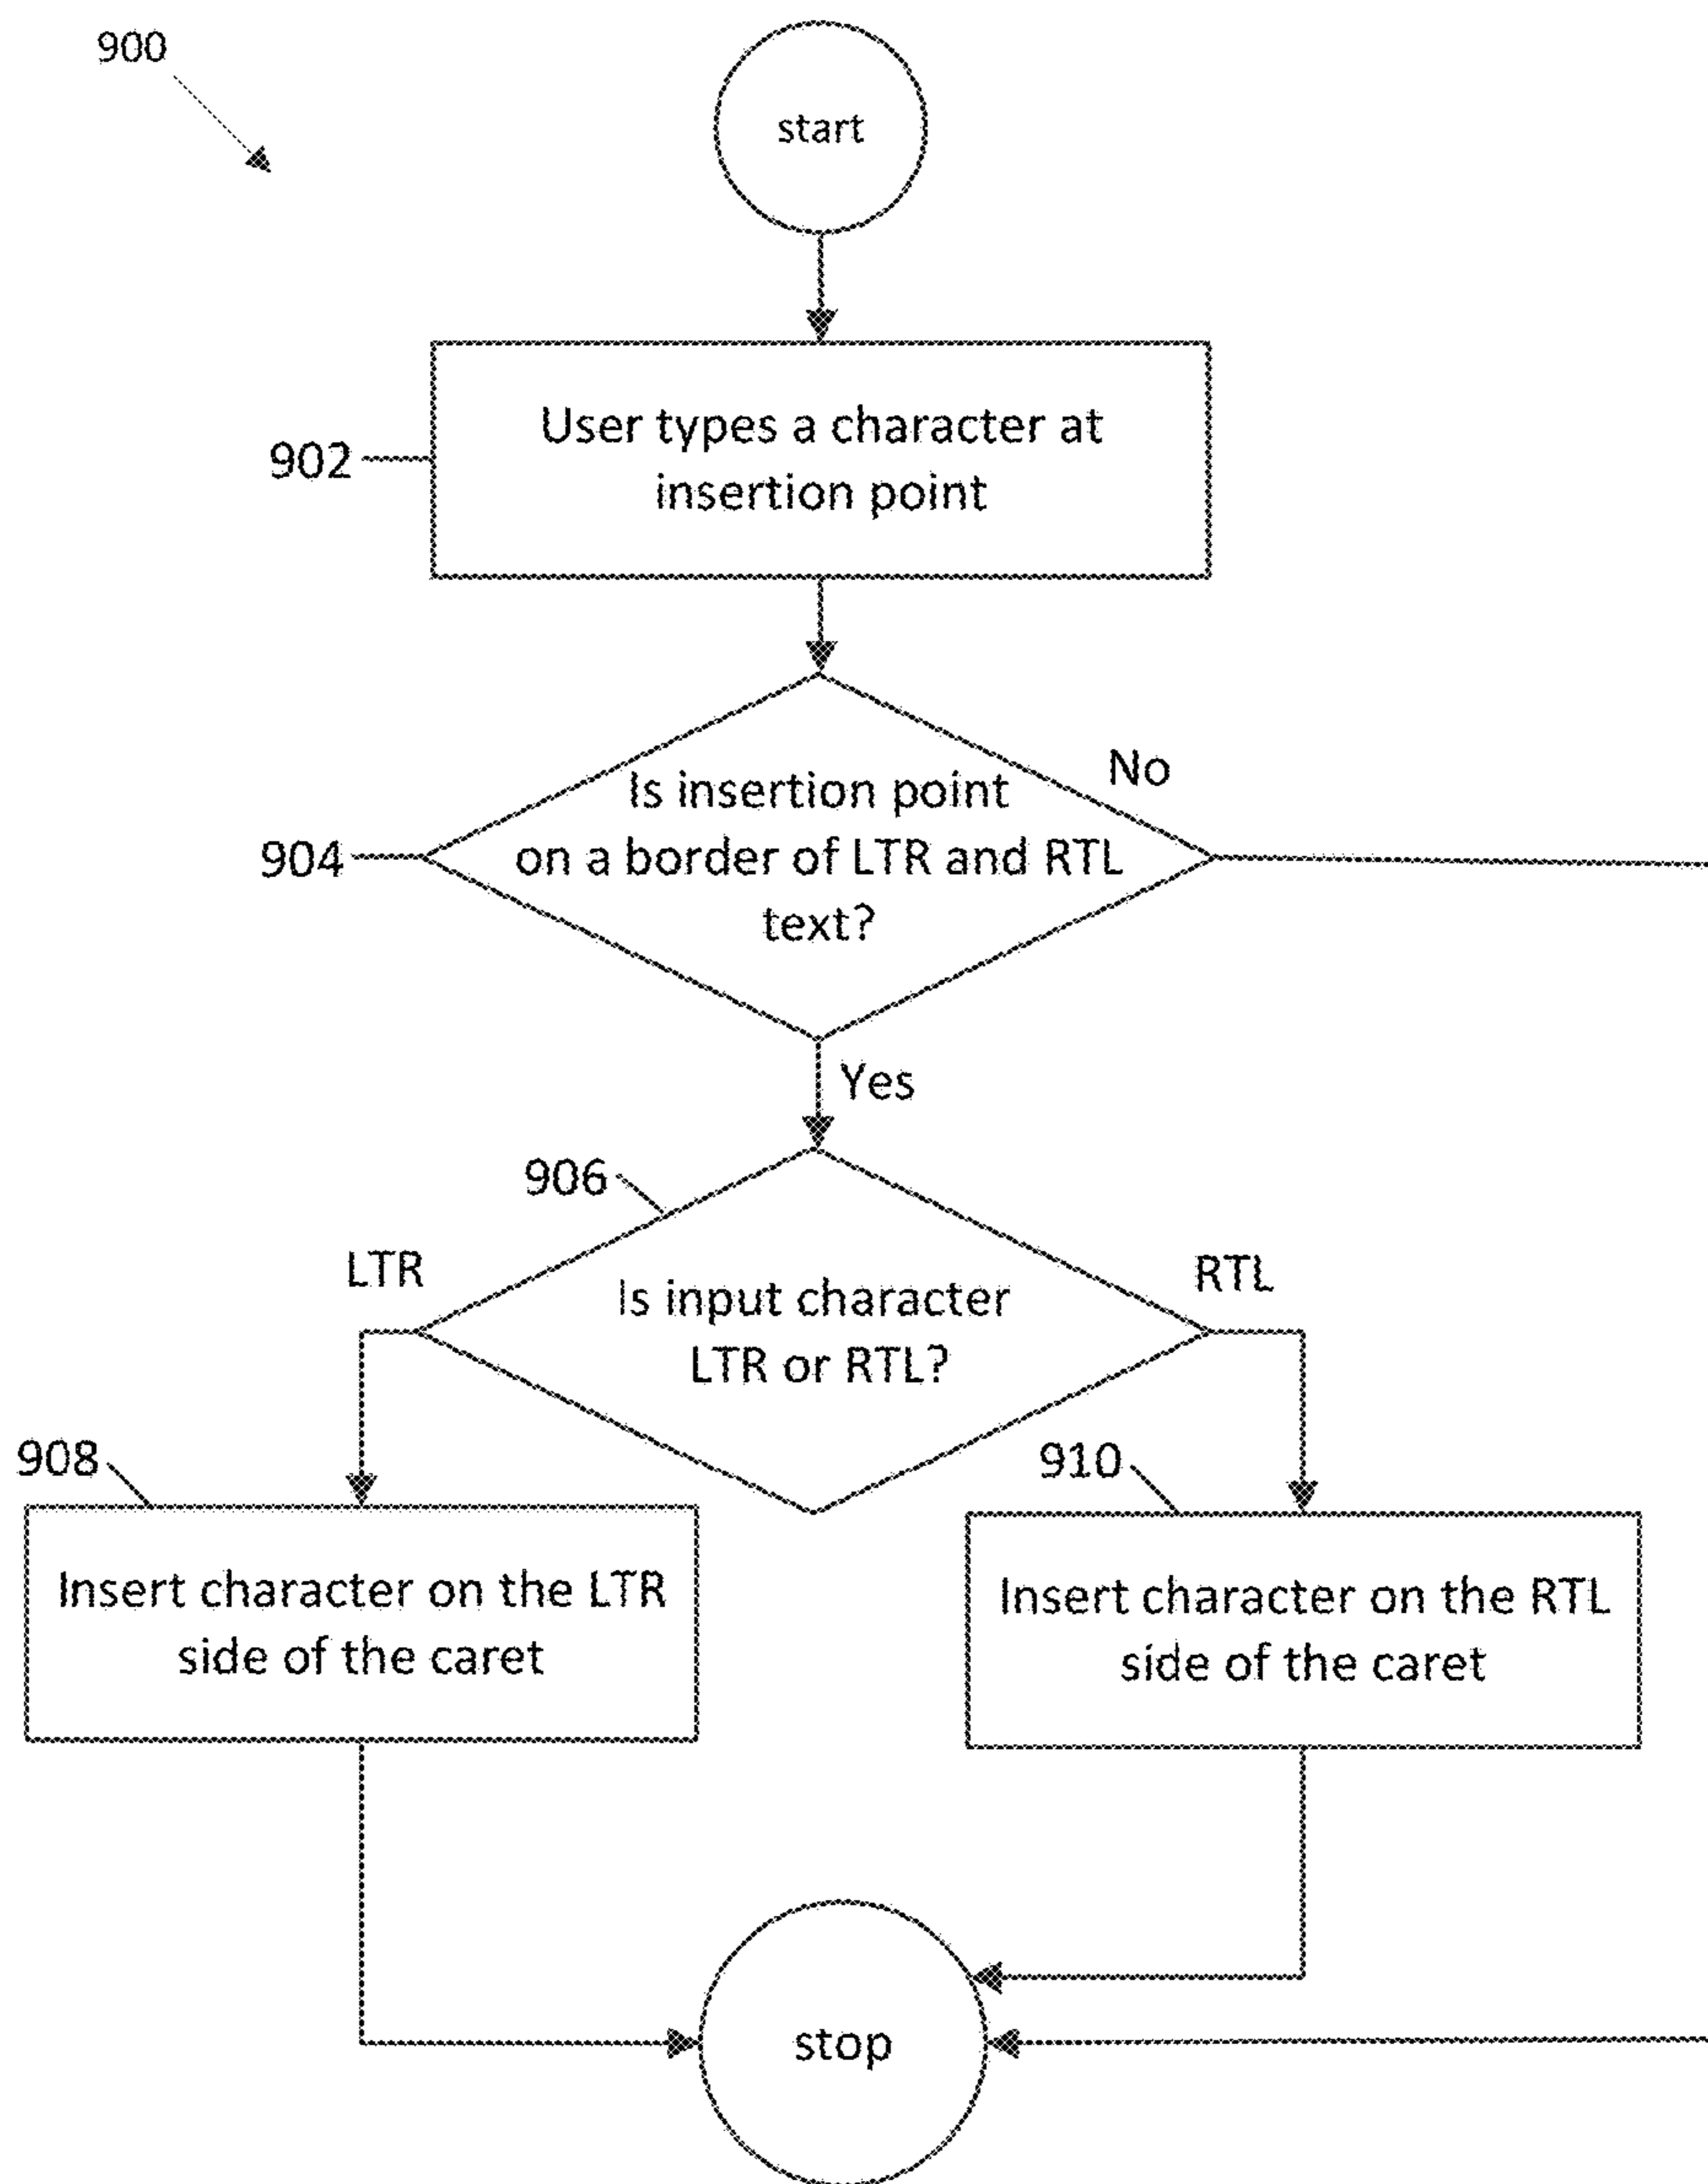 900
start
902
User types a character at
insertion point
No
904
Is insertion point
on a border of LTR and RTL
text?
Yes
906
LTR
RTL
Is input character
LTR or RTL?
908
910
Insert character on the LTR
side of the caret
Insert character on the RTL
side of the caret
stop